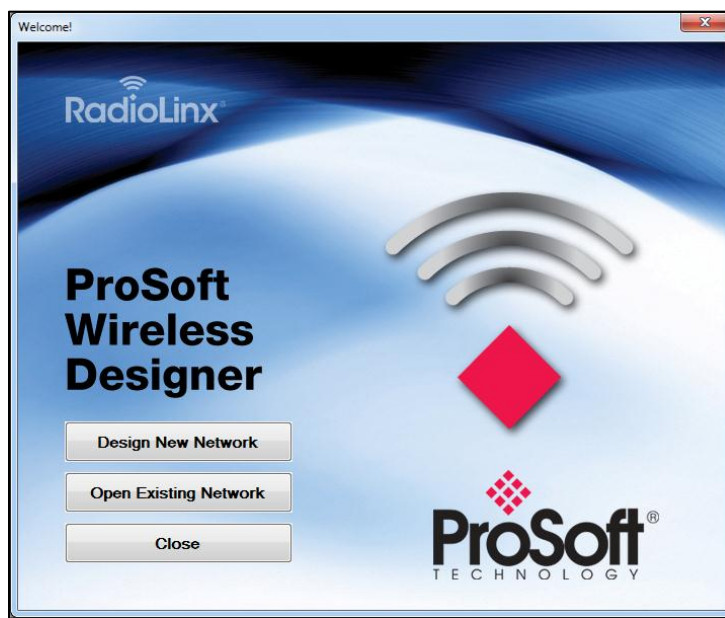 Welcome!
RadioLinx®
ProSoft
Wireless
Designer
Design New Network
Open Existing Network
Close
ProSoft®
TECHNOLOGY